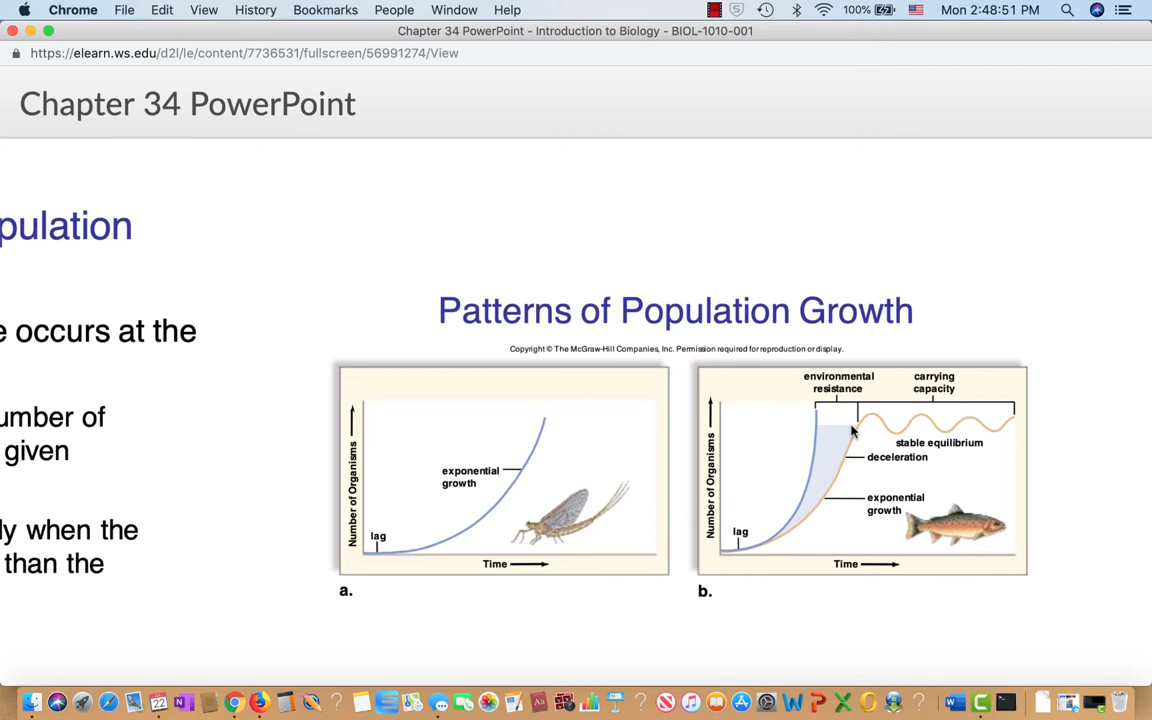 Chrome File Edit View History Bookmarks People Window Help 100% Mon 2:48:51 PM
Chapter 34 PowerPoint - Introduction to Biology - BIOL-1010-001
https://elearn.ws.edu/d2l/le/content/7736531/fullscreen/56991274/View
Chapter 34 PowerPoint
pulation
e occurs at the
umber of
given
ly when the
than the
Patterns of Population Growth
Copyright © The McGraw-Hill Companies, Inc. Permission required for reproduction or display.
Number of Organisms
exponential
growth
lag
Time
a.
environmental
resistance
carrying
capacity
Number of Organisms
stable equilibrium
deceleration
exponential
growth
lag
Time
b.